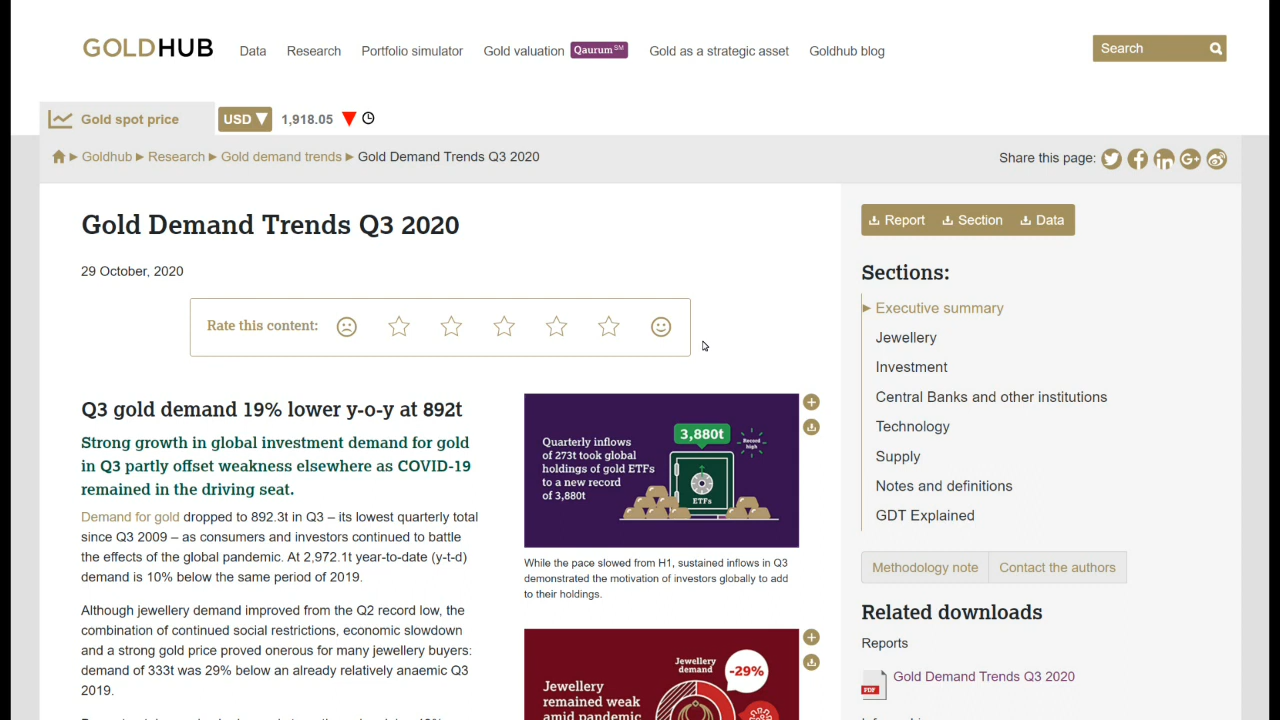 GOLDHUB
Data
Research
Portfolio simulator
Gold valuation
Qaurum SM
Gold as a strategic asset
Goldhub blog
Search
Gold spot price
USD ▼
1,918.05
Goldhub ▶ Research ▶ Gold demand trends ▶ Gold Demand Trends Q3 2020
Share this page:
Gold Demand Trends Q3 2020
29 October, 2020
Rate this content:
Q3 gold demand 19% lower y-o-y at 892t
Strong growth in global investment demand for gold
in Q3 partly offset weakness elsewhere as COVID-19
remained in the driving seat.
Demand for gold dropped to 892.3t in Q3 – its lowest quarterly total
since Q3 2009 – as consumers and investors continued to battle
the effects of the global pandemic. At 2,972.1t year-to-date (y-t-d)
demand is 10% below the same period of 2019.
Although jewellery demand improved from the Q2 record low, the
combination of continued social restrictions, economic slowdown
and a strong gold price proved onerous for many jewellery buyers:
demand of 333t was 29% below an already relatively anaemic Q3
2019.
Quarterly inflows
of 273t took global
holdings of gold ETFs
to a new record
of 3,880t
3,880t
Record
high
ETFs
While the pace slowed from H1, sustained inflows in Q3
demonstrated the motivation of investors globally to add
to their holdings.
Jewellery
demand
-29%
Jewellery
remained weak
amid pandemic
Report
Section
Data
Sections:
Executive summary
Jewellery
Investment
Central Banks and other institutions
Technology
Supply
Notes and definitions
GDT Explained
Methodology note
Contact the authors
Related downloads
Reports
PDF
Gold Demand Trends Q3 2020